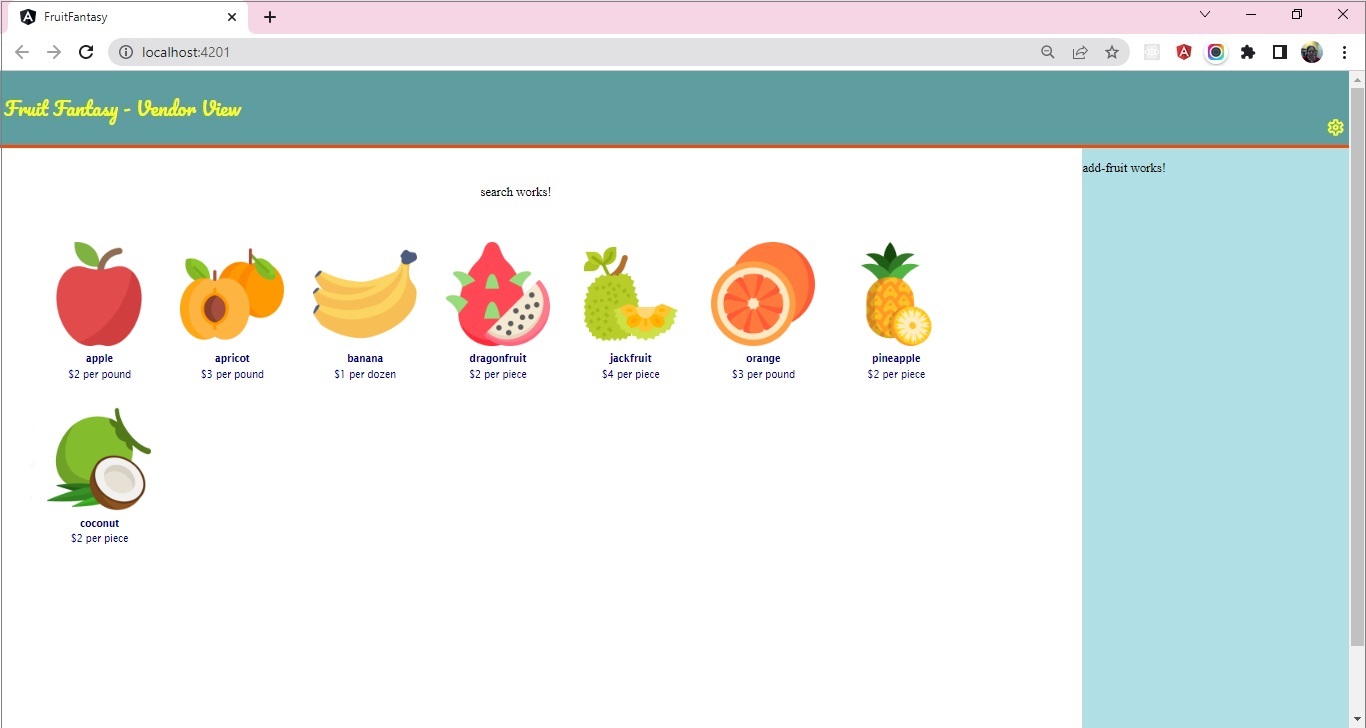 FruitFantasy
localhost:4201
Fruit Fantasy - Vendor View
add-fruit works!
search works!
apple apricot banana dragonfruit jackfruit orange pineapple
$2 per pound $3 per pound $1 per dozen $2 per piece $4 per piece $3 per pound $2 per piece
coconut
$2 per piece